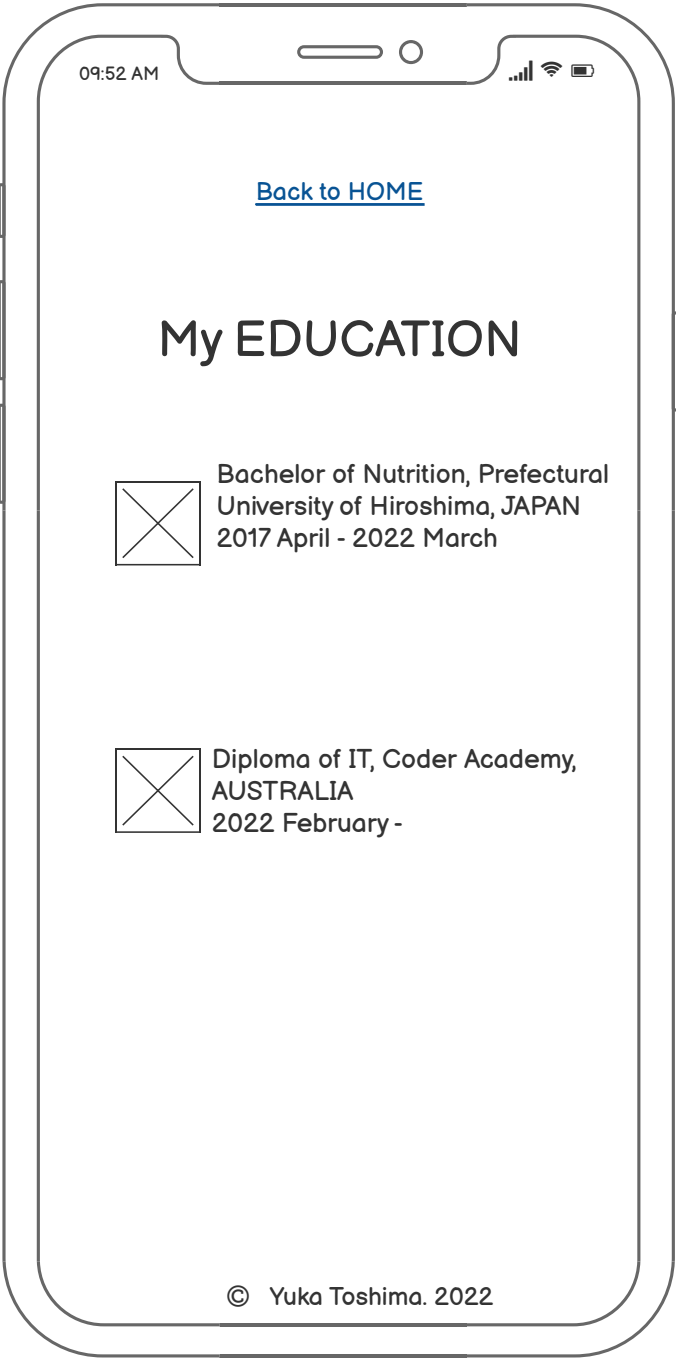 09:52 AM
Back to HOME
My EDUCATION
Bachelor of Nutrition, Prefectural
University of Hiroshima, JAPAN
2017 April - 2022 March
Diploma of IT, Coder Academy,
AUSTRALIA
2022 February -
© Yuka Toshima. 2022